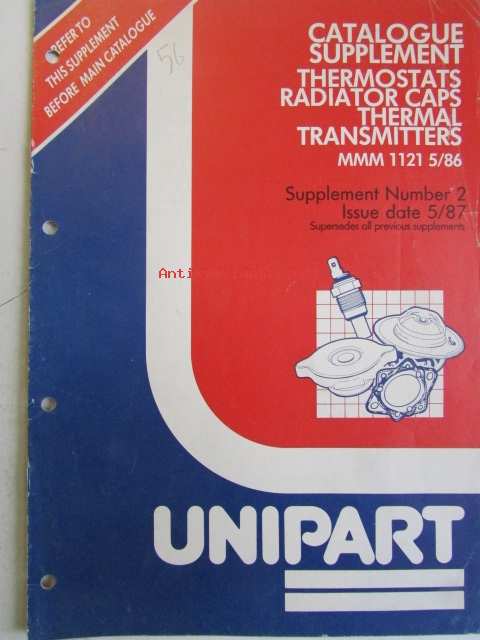 REFER TO
THIS SUPPLEMENT
BEFORE MAIN CATALOGUE
56
CATALOGUE
SUPPLEMENT
THERMOSTATS
RADIATOR CAPS
THERMAL
TRANSMITTERS
MMM 1121 5/86
Supplement Number 2
Issue date 5/87
Supersedes all previous supplements
UNIPART